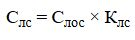 Слс = Слос × Клс